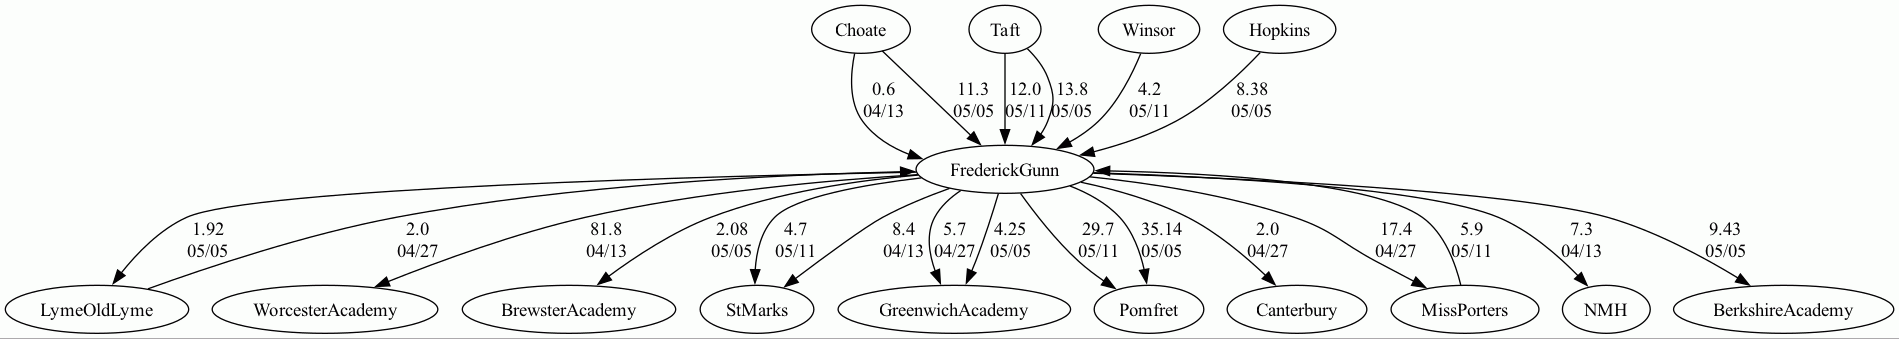 Choate
Taft
Winsor
Hopkins
0.6
04/13
11.3
05/05
12.0
05/11
13.8
05/05
4.2
05/11
8.38
05/05
FrederickGunn
1.92
05/05
2.0
04/27
81.8
04/13
2.08
05/05
4.7
05/11
8.4
04/13
5.7
04/27
4.25
05/05
29.7
05/11
35.14
05/05
2.0
04/27
17.4
04/27
5.9
05/11
7.3
04/13
9.43
05/05
LymeOldLyme
WorcesterAcademy
BrewsterAcademy
StMarks
GreenwichAcademy
Pomfret
Canterbury
MissPorters
NMH
BerkshireAcademy